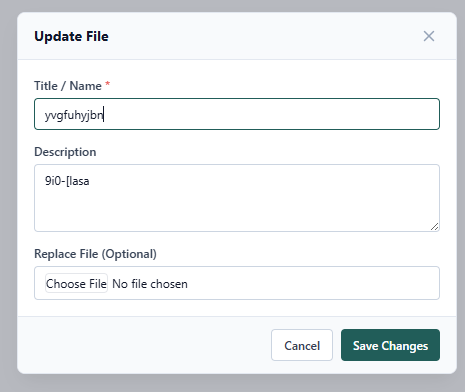 Update File
Title / Name *
yvgfuhyjbn
Description
9i0-[lasa
Replace File (Optional)
Choose File No file chosen
Cancel Save Changes